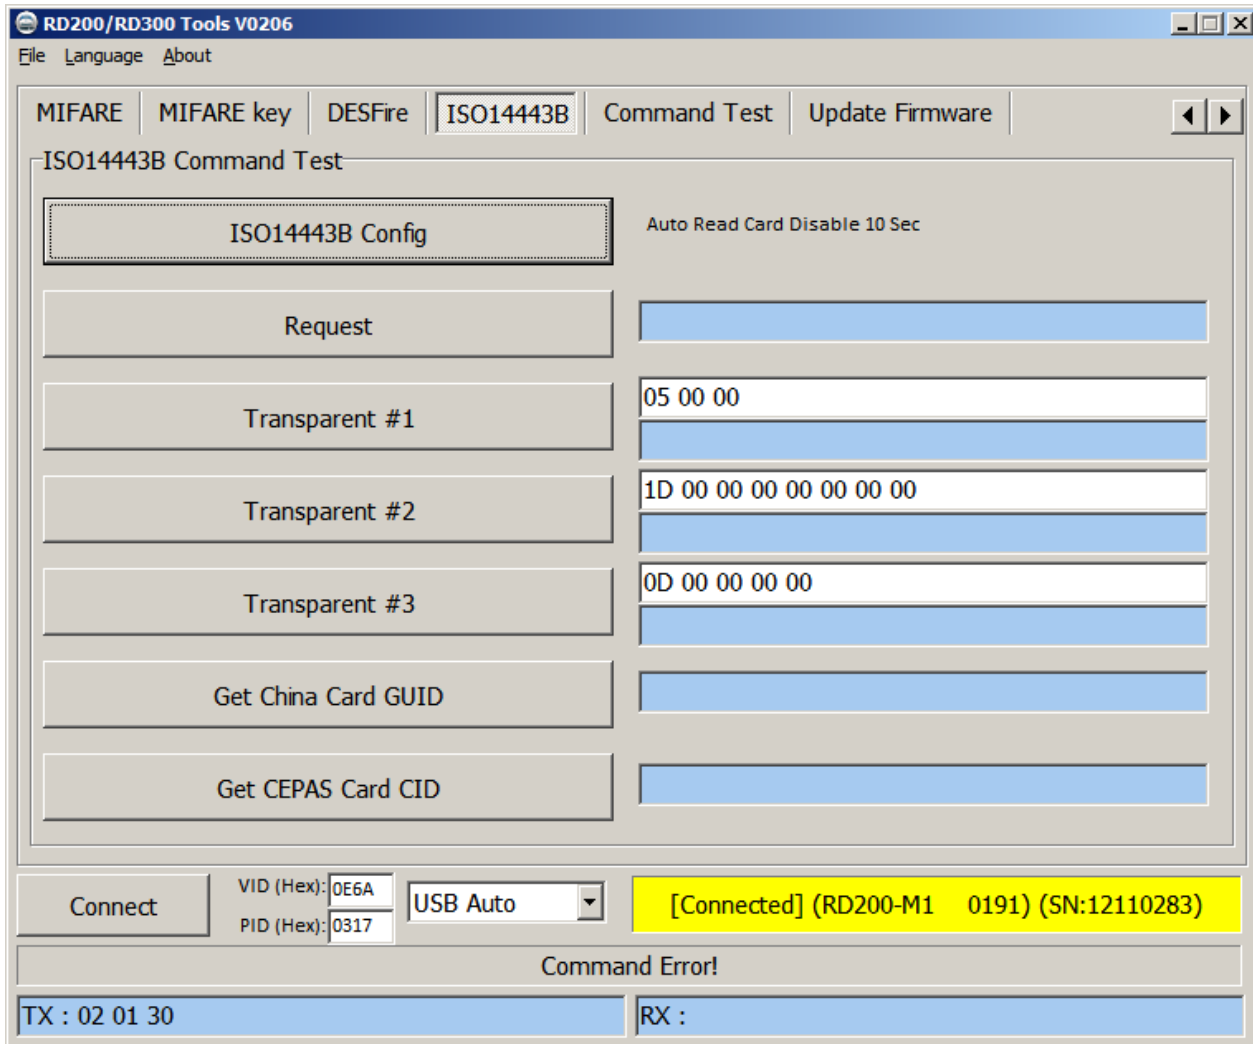 RD200/RD300 Tools V0206
File Language About
MIFARE MIFARE key DESFire ISO14443B Command Test Update Firmware
ISO14443B Command Test
ISO14443B Config Auto Read Card Disable 10 Sec
Request
05 00 00
Transparent #1
1D 00 00 00 00 00 00 00
Transparent #2
0D 00 00 00 00
Transparent #3
Get China Card GUID
Get CEPAS Card CID
Connect VID (Hex): 0E6A USB Auto [Connected] (RD200-M1 0191) (SN:12110283)
PID (Hex): 0317
Command Error!
TX : 02 01 30 RX :